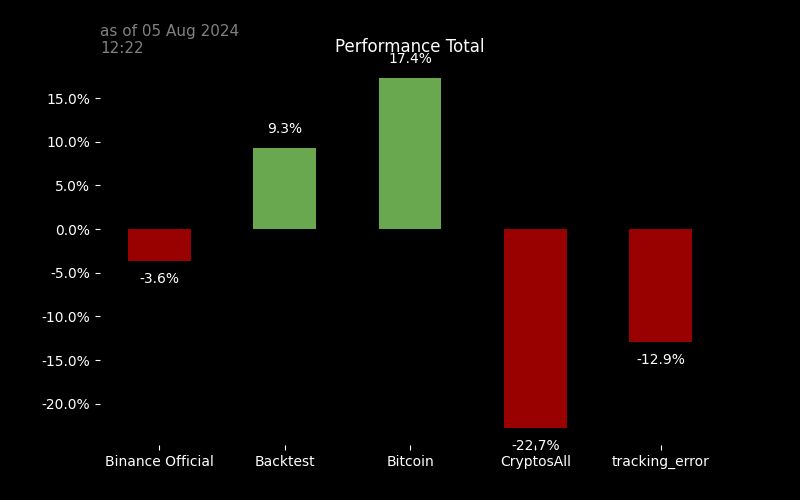 as of 05 Aug 2024
12:22
Performance Total
17.4%
15.0%
9.3%
10.0%
5.0%
0.0%
-3.6%
-5.0%
-10.0%
-12.9%
-15.0%
-20.0%
-22.7%
Binance Official
Backtest
Bitcoin
CryptosAll
tracking_error